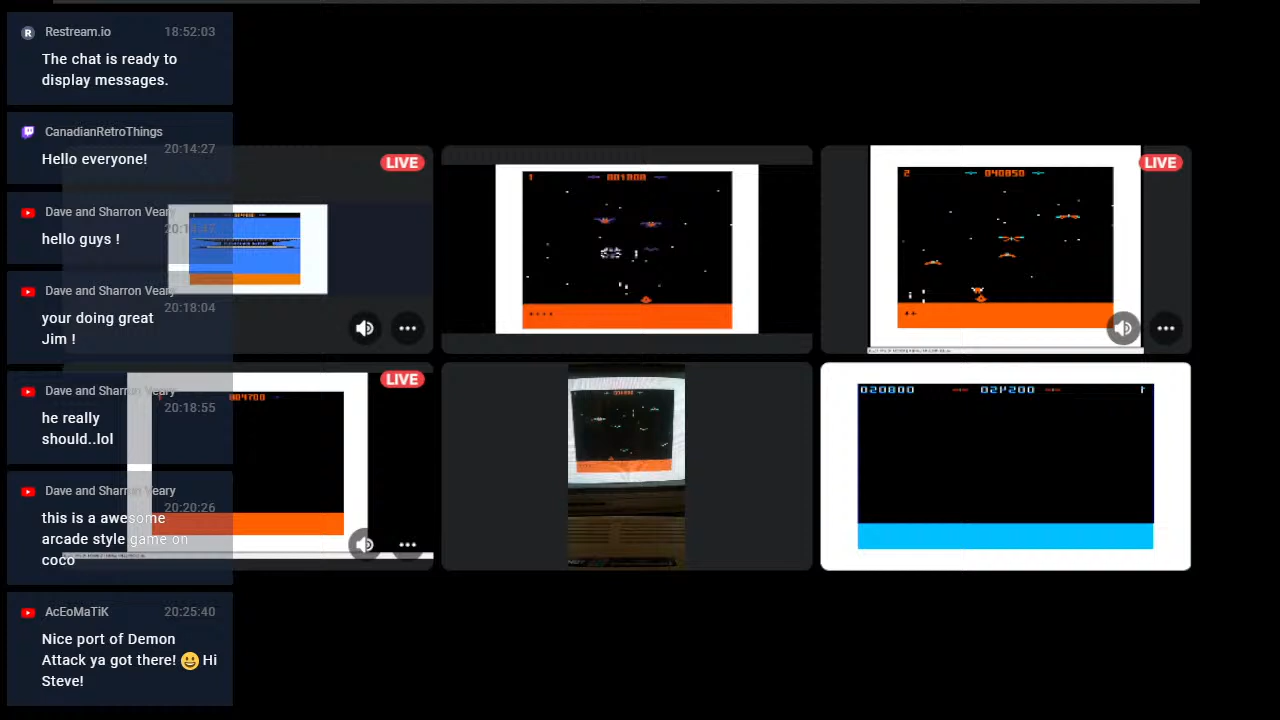 Restream.io 18:52:03
The chat is ready to
display messages.
CanadianRetroThings
20:14:27
Hello everyone!
Dave and Sharron Veary
hello guys !
Dave and Sharron Veary
20:18:04
your doing great
Jim !
Dave and Sharron Veary
20:18:55
he really
should..lol
Dave and Sharron Veary
20:20:26
this is a awesome
arcade style game on
coco
AcEoMaTiK 20:25:40
Nice port of Demon
Attack ya got there! 😃 Hi
Steve!
LIVE
1 001800
LIVE
2 040850
LIVE
004700